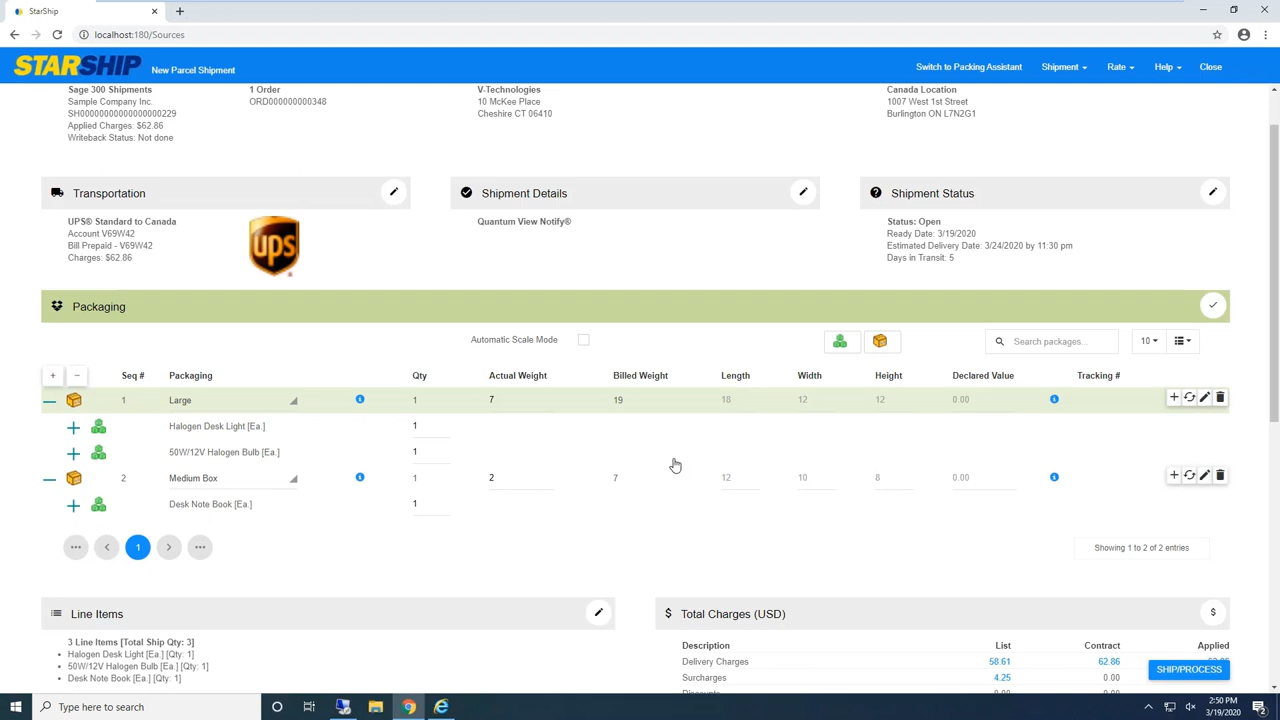 StarShip
localhost:180/Sources
STARSHIP New Parcel Shipment Switch to Packing Assistant Shipment Rate Help Close
Sage 300 Shipments
Sample Company Inc.
SH00000000000000000229
Applied Charges: $62.86
Writeback Status: Not done
1 Order
ORD000000000348
V-Technologies
10 McKee Place
Cheshire CT 06410
Canada Location
1007 West 1st Street
Burlington ON L7N2G1
Transportation
UPS® Standard to Canada
Account V69W42
Bill Prepaid - V69W42
Charges: $62.86
ups
Shipment Details
Quantum View Notify®
Shipment Status
Status: Open
Ready Date: 3/19/2020
Estimated Delivery Date: 3/24/2020 by 11:30 pm
Days in Transit: 5
Packaging
Automatic Scale Mode Search packages... 10
Seq # Packaging Qty Actual Weight Billed Weight Length Width Height Declared Value Tracking #
1 Large 1 7 19 18 12 12 0.00
Halogen Desk Light [Ea.] 1
50W/12V Halogen Bulb [Ea.] 1
2 Medium Box 1 2 7 12 10 8 0.00
Desk Note Book [Ea.] 1
1
Showing 1 to 2 of 2 entries
Line Items
3 Line Items [Total Ship Qty: 3]
Halogen Desk Light [Ea.] [Qty: 1]
50W/12V Halogen Bulb [Ea.] [Qty: 1]
Desk Note Book [Ea.] [Qty: 1]
Total Charges (USD)
Description List Contract Applied
Delivery Charges 58.61 62.86
Surcharges 4.25 0.00
SHIP/PROCESS
Type here to search
2:50 PM
3/19/2020
2